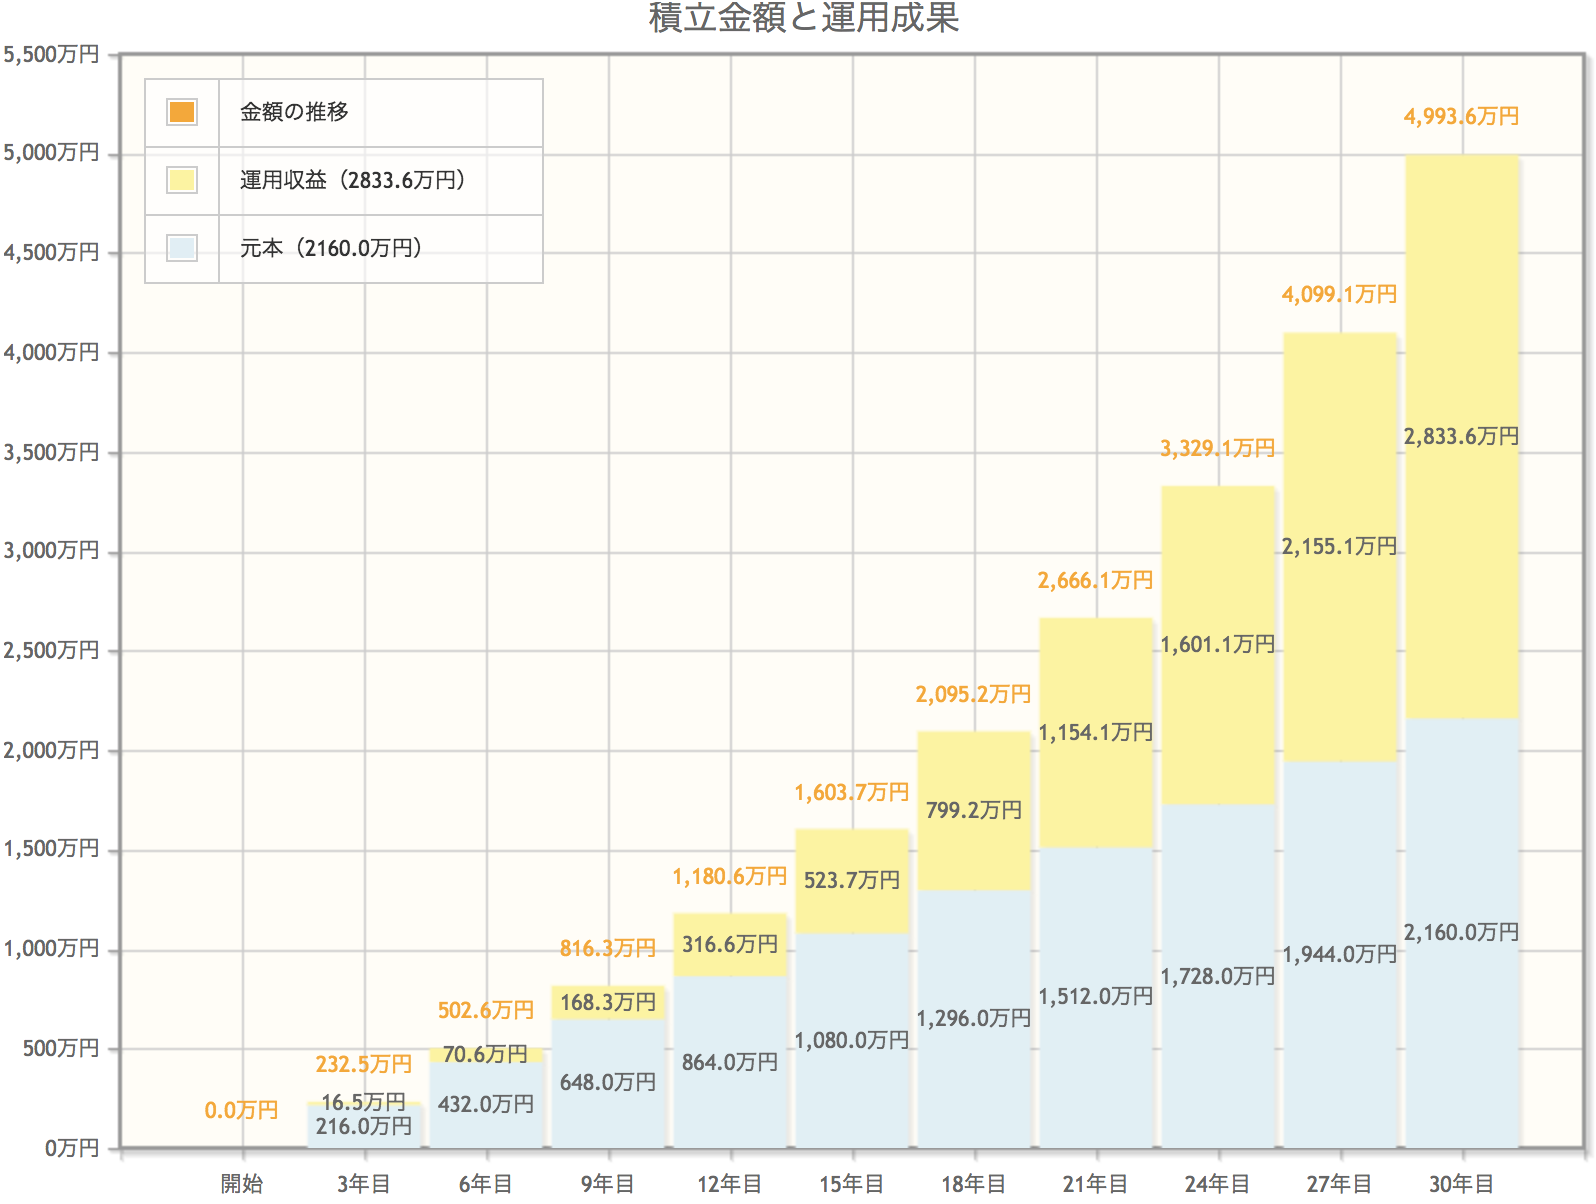 積立金額と運用成果
5,500万円
5,000万円
4,500万円
4,000万円
3,500万円
3,000万円
2,500万円
2,000万円
1,500万円
1,000万円
500万円
0万円
金額の推移
運用収益（2833.6万円）
元本（2160.0万円）
0.0万円
232.5万円
16.5万円
216.0万円
502.6万円
70.6万円
432.0万円
816.3万円
168.3万円
648.0万円
1,180.6万円
316.6万円
864.0万円
1,603.7万円
523.7万円
1,080.0万円
2,095.2万円
799.2万円
1,296.0万円
2,666.1万円
1,154.1万円
1,512.0万円
3,329.1万円
1,601.1万円
1,728.0万円
4,099.1万円
2,155.1万円
1,944.0万円
4,993.6万円
2,833.6万円
2,160.0万円
開始
3年目
6年目
9年目
12年目
15年目
18年目
21年目
24年目
27年目
30年目